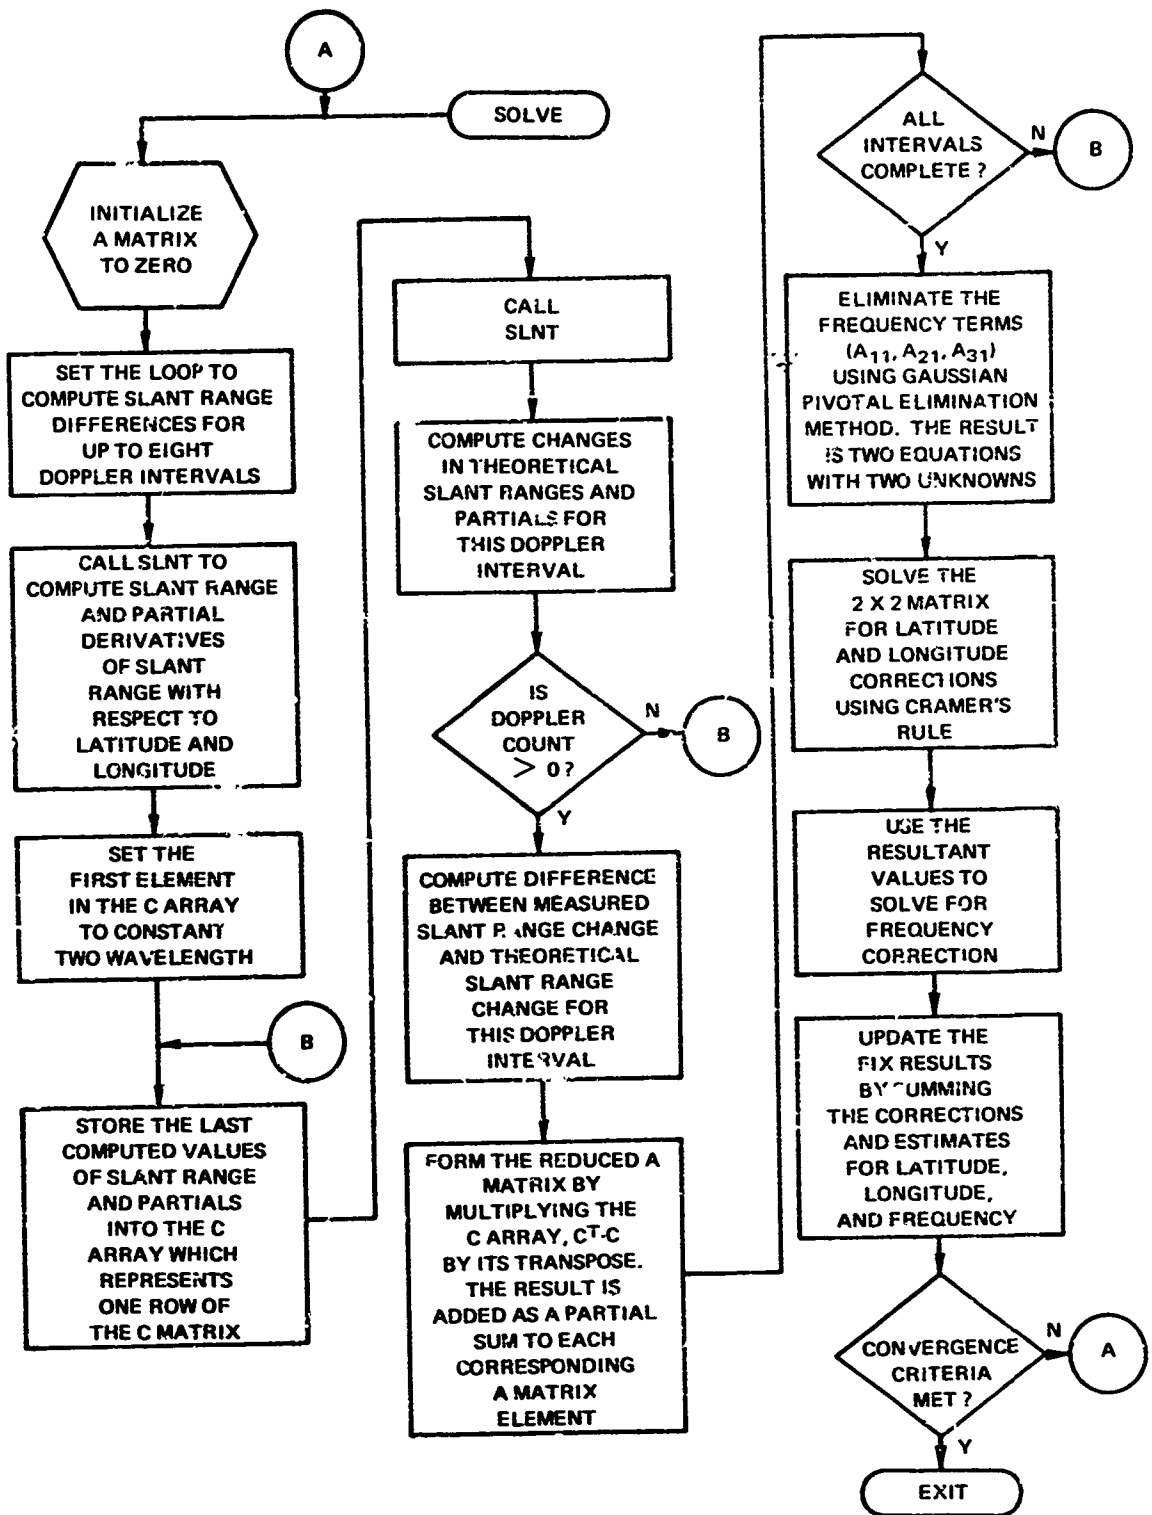 A
SOLVE
INITIALIZE
A MATRIX
TO ZERO
SET THE LOOP TO
COMPUTE SLANT RANGE
DIFFERENCES FOR
UP TO EIGHT
DOPPLER INTERVALS
CALL SLNT TO
COMPUTE SLANT RANGE
AND PARTIAL
DERIVATIVES
OF SLANT
RANGE WITH
RESPECT TO
LATITUDE AND
LONGITUDE
SET THE
FIRST ELEMENT
IN THE C ARRAY
TO CONSTANT
TWO WAVELENGTH
B
STORE THE LAST
COMPUTED VALUES
OF SLANT RANGE
AND PARTIALS
INTO THE C
ARRAY WHICH
REPRESENTS
ONE ROW OF
THE C MATRIX
CALL
SLNT
COMPUTE CHANGES
IN THEORETICAL
SLANT RANGES AND
PARTIALS FOR
THIS DOPPLER
INTERVAL
IS
DOPPLER
COUNT
> 0?
N
B
Y
COMPUTE DIFFERENCE
BETWEEN MEASURED
SLANT RANGE CHANGE
AND THEORETICAL
SLANT RANGE
CHANGE FOR
THIS DOPPLER
INTERVAL
FORM THE REDUCED A
MATRIX BY
MULTIPLYING THE
C ARRAY, CT-C
BY ITS TRANSPOSE.
THE RESULT IS
ADDED AS A PARTIAL
SUM TO EACH
CORRESPONDING
A MATRIX
ELEMENT
ALL
INTERVALS
COMPLETE ?
N
B
Y
ELIMINATE THE
FREQUENCY TERMS
(A11, A21, A31)
USING GAUSSIAN
PIVOTAL ELIMINATION
METHOD. THE RESULT
IS TWO EQUATIONS
WITH TWO UNKNOWNS
SOLVE THE
2 X 2 MATRIX
FOR LATITUDE
AND LONGITUDE
CORRECTIONS
USING CRAMER'S
RULE
USE THE
RESULTANT
VALUES TO
SOLVE FOR
FREQUENCY
CORRECTION
UPDATE THE
FIX RESULTS
BY SUMMING
THE CORRECTIONS
AND ESTIMATES
FOR LATITUDE,
LONGITUDE,
AND FREQUENCY
CONVERGENCE
CRITERIA
MET ?
N
A
Y
EXIT